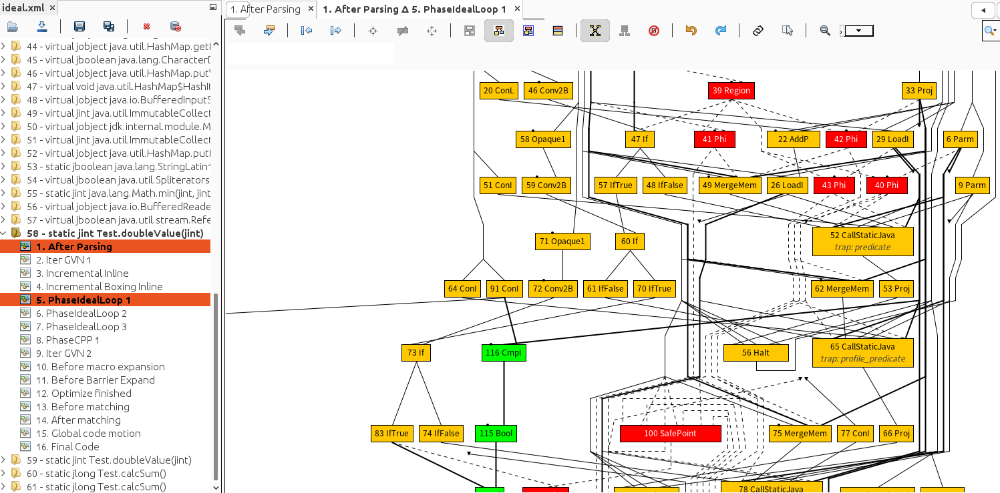 ideal.xml
1. After Parsing
1. After Parsing Δ 5. PhaseIdealLoop 1
44 - virtual jobject java.util.HashMap.getl
45 - virtual jboolean java.lang.CharacterD
46 - virtual jobject java.util.HashMap.put
47 - virtual void java.util.HashMap$HashIt
48 - virtual jobject java.io.BufferedInputS
49 - virtual jint java.util.ImmutableCollect
50 - virtual jobject jdk.internal.module.M
51 - virtual jint java.util.ImmutableCollect
52 - virtual jobject java.util.HashMap.putl
53 - static jboolean java.lang.StringLatin1
54 - virtual jboolean java.util.Spliterators
55 - static jint java.lang.Math.min(jint, jint
56 - virtual jobject java.io.BufferedReade
57 - virtual jboolean java.util.stream.Refe
58 - static jint Test.doubleValue(jint)
1. After Parsing
2. Iter GVN 1
3. Incremental Inline
4. Incremental Boxing Inline
5. PhaseIdealLoop 1
6. PhaseIdealLoop 2
7. PhaseIdealLoop 3
8. PhaseCPP 1
9. Iter GVN 2
10. Before macro expansion
11. Before Barrier Expand
12. Optimize finished
13. Before matching
14. After matching
15. Global code motion
16. Final Code
59 - static jint Test.doubleValue(jint)
60 - static jlong Test.calcSum()
61 - static jlong Test.calcSum()
20 ConL
46 Conv2B
39 Region
33 Proj
58 Opaque1
47 If
41 Phi
22 AddP
42 Phi
29 LoadI
6 Parm
51 ConI
59 Conv2B
57 IfTrue
48 IfFalse
49 MergeMem
26 LoadI
43 Phi
40 Phi
9 Parm
71 Opaque1
60 If
52 CallStaticJava
trap: predicate
64 ConI
91 ConI
72 Conv2B
61 IfFalse
70 IfTrue
62 MergeMem
53 Proj
73 If
116 CmpI
56 Halt
65 CallStaticJava
trap: profile_predicate
83 IfTrue
74 IfFalse
115 Bool
100 SafePoint
75 MergeMem
77 ConI
66 Proj
78 CallStaticJava